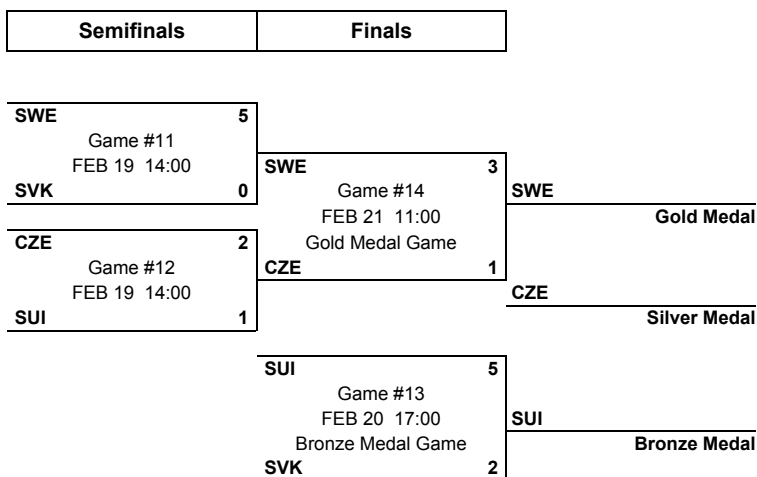 Semifinals Finals
SWE 5
Game #11
FEB 19 14:00
SVK 0
CZE 2
Game #12
FEB 19 14:00
SUI 1
SWE 3
Game #14
FEB 21 11:00
Gold Medal Game
CZE 1
SUI 5
Game #13
FEB 20 17:00
Bronze Medal Game
SVK 2
SWE
Gold Medal
CZE
Silver Medal
SUI
Bronze Medal